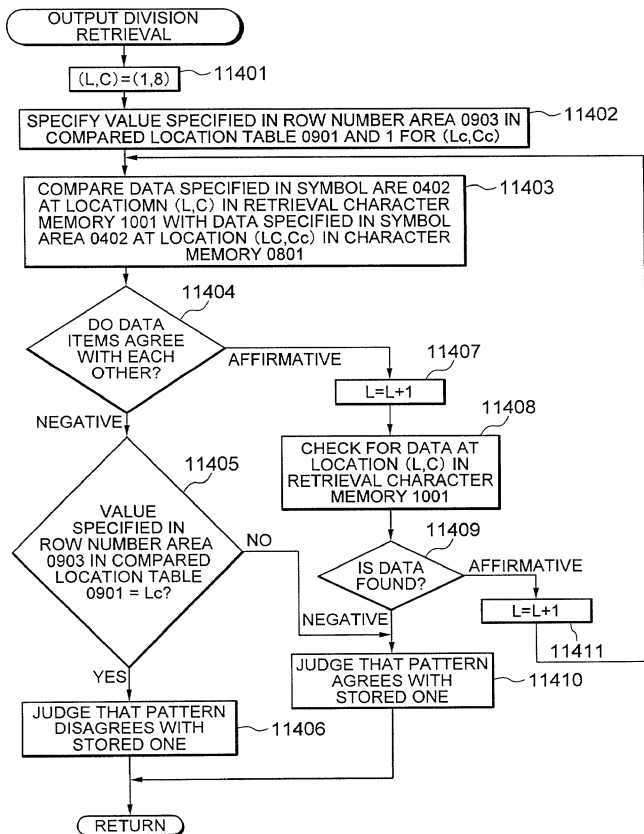 OUTPUT DIVISION
RETRIEVAL
(L,C)=(1,8)
11401
SPECIFY VALUE SPECIFIED IN ROW NUMBER AREA 0903 IN
COMPARED LOCATION TABLE 0901 AND 1 FOR (Lc,Cc)
11402
COMPARE DATA SPECIFIED IN SYMBOL ARE 0402
AT LOCATIOMN (L,C) IN RETRIEVAL CHARACTER
MEMORY 1001 WITH DATA SPECIFIED IN SYMBOL
AREA 0402 AT LOCATION (LC,Cc) IN CHARACTER
MEMORY 0801
11403
11404
DO DATA
ITEMS AGREE
WITH EACH
OTHER?
AFFIRMATIVE
NEGATIVE
11407
L=L+1
11408
CHECK FOR DATA AT
LOCATION (L,C) IN
RETRIEVAL CHARACTER
MEMORY 1001
11405
VALUE
SPECIFIED IN
ROW NUMBER AREA
0903 IN COMPARED
LOCATION TABLE
0901 = Lc?
NO
YES
11409
IS DATA
FOUND?
AFFIRMATIVE
NEGATIVE
L=L+1
11411
JUDGE THAT PATTERN
AGREES WITH
STORED ONE
11410
JUDGE THAT PATTERN
DISAGREES WITH
STORED ONE
11406
RETURN